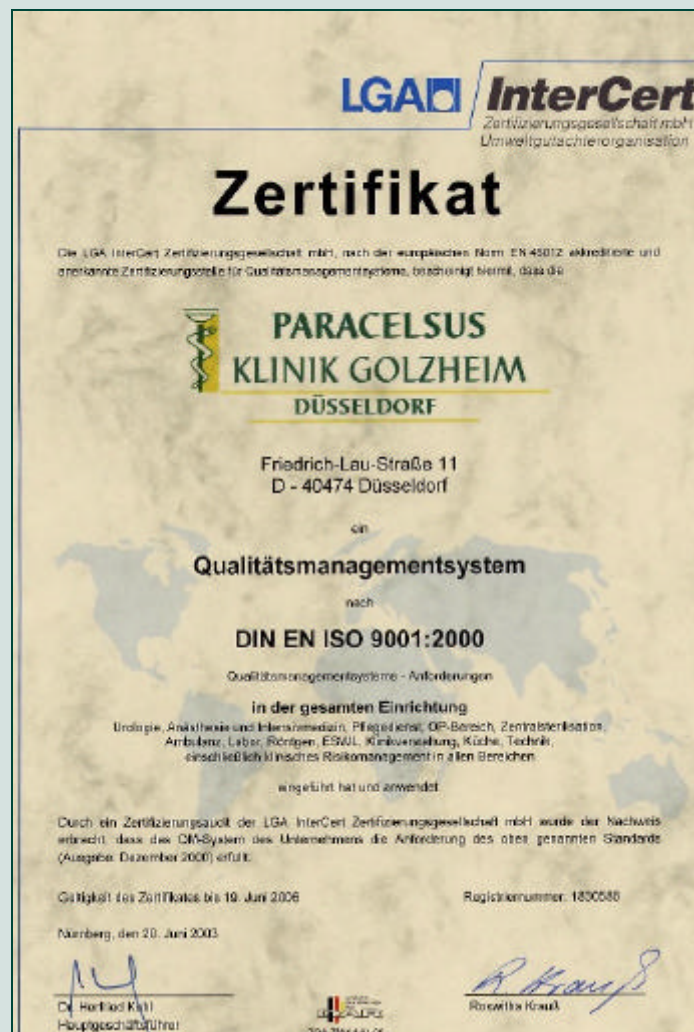 LGA InterCert
Zertifizierungsgesellschaft mbH
Umweltgutachterorganisation
Zertifikat
Die LGA InterCert Zertifizierungsgesellschaft mbH, nach der europäischen Norm EN 45012 akkreditierte und
anerkannte Zertifizierungsstelle für Qualitätsmanagementsysteme, bescheinigt hiermit, dass die
PARACELSUS
KLINIK GOLZHEIM
DÜSSELDORF
Friedrich-Lau-Straße 11
D - 40474 Düsseldorf
ein
Qualitätsmanagementsystem
nach
DIN EN ISO 9001:2000
Qualitätsmanagementsysteme - Anforderungen
in der gesamten Einrichtung
Urologie, Anästhesie und Intensivmedizin, Pflegedienst, OP-Bereich, Zentralsterilisation,
Ambulanz, Labor, Röntgen, ESWL, Klinikverwaltung, Küche, Technik,
einschließlich klinisches Risikomanagement in allen Bereichen
eingeführt hat und anwendet
Durch ein Zertifizierungsaudit der LGA InterCert Zertifizierungsgesellschaft mbH wurde der Nachweis
erbracht, dass das QM-System des Unternehmens die Anforderung des oben genannten Standards
(Ausgabe: Dezember 2000) erfüllt.
Gültigkeit des Zertifikates bis 19. Juni 2006 Registriernummer: 1830588
Nürnberg, den 20. Juni 2003
R. Krauß
Dr. Roswitha Krauß
Hauptgeschäftsführer